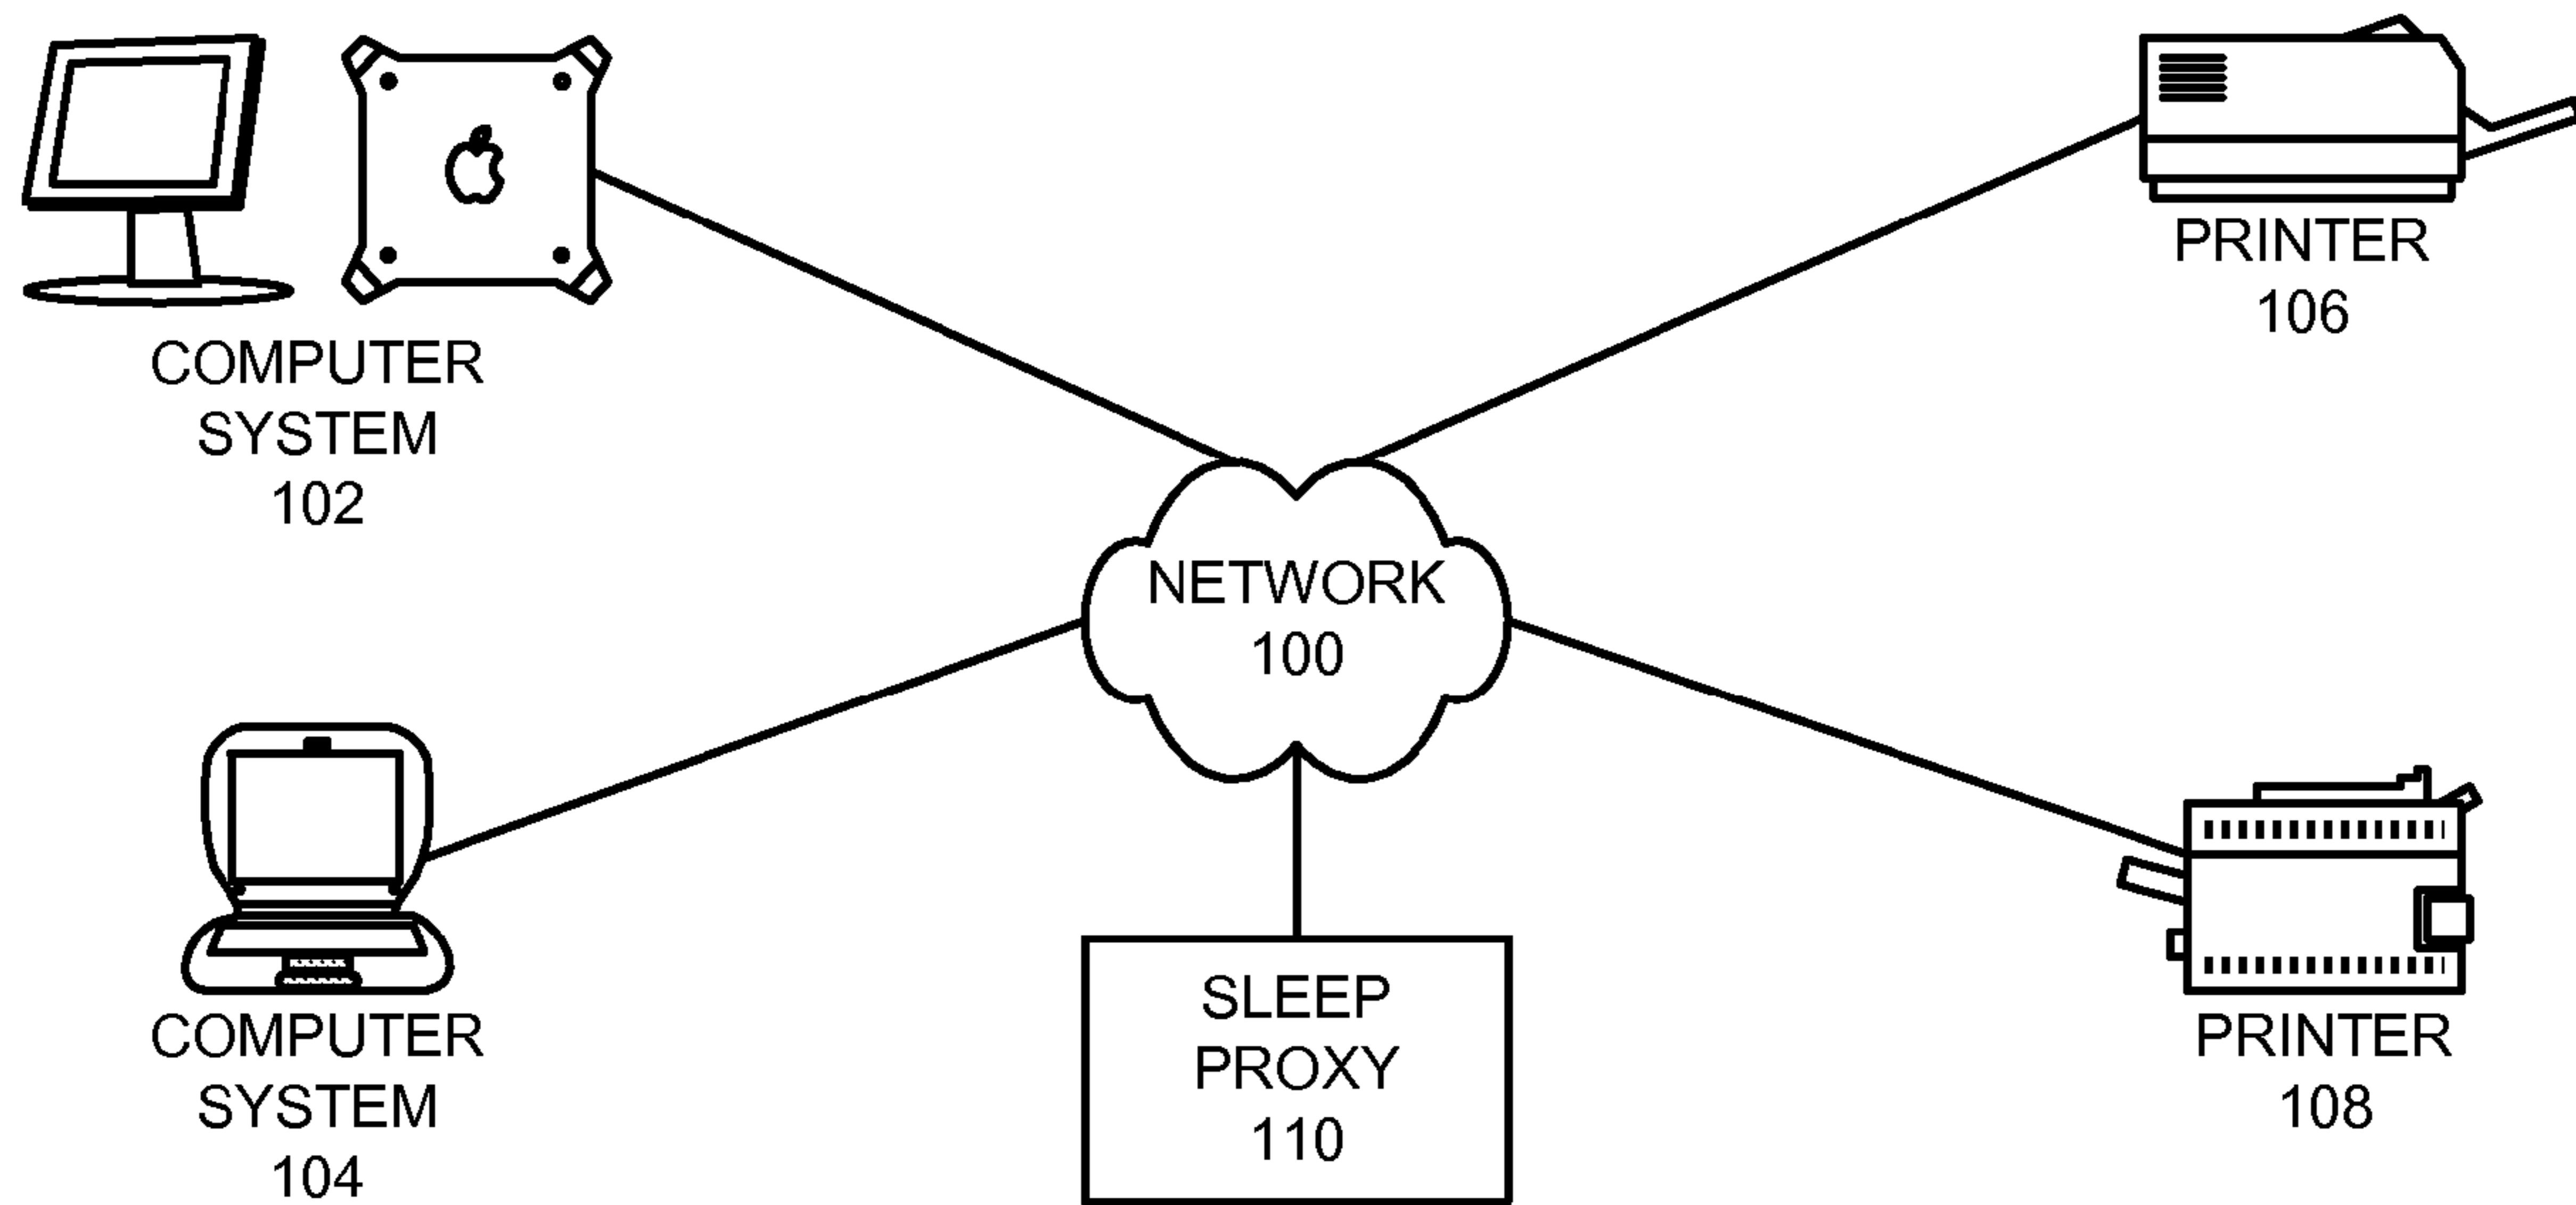 COMPUTER
SYSTEM
102
PRINTER
106
NETWORK
100
COMPUTER
SYSTEM
104
SLEEP
PROXY
110
PRINTER
108